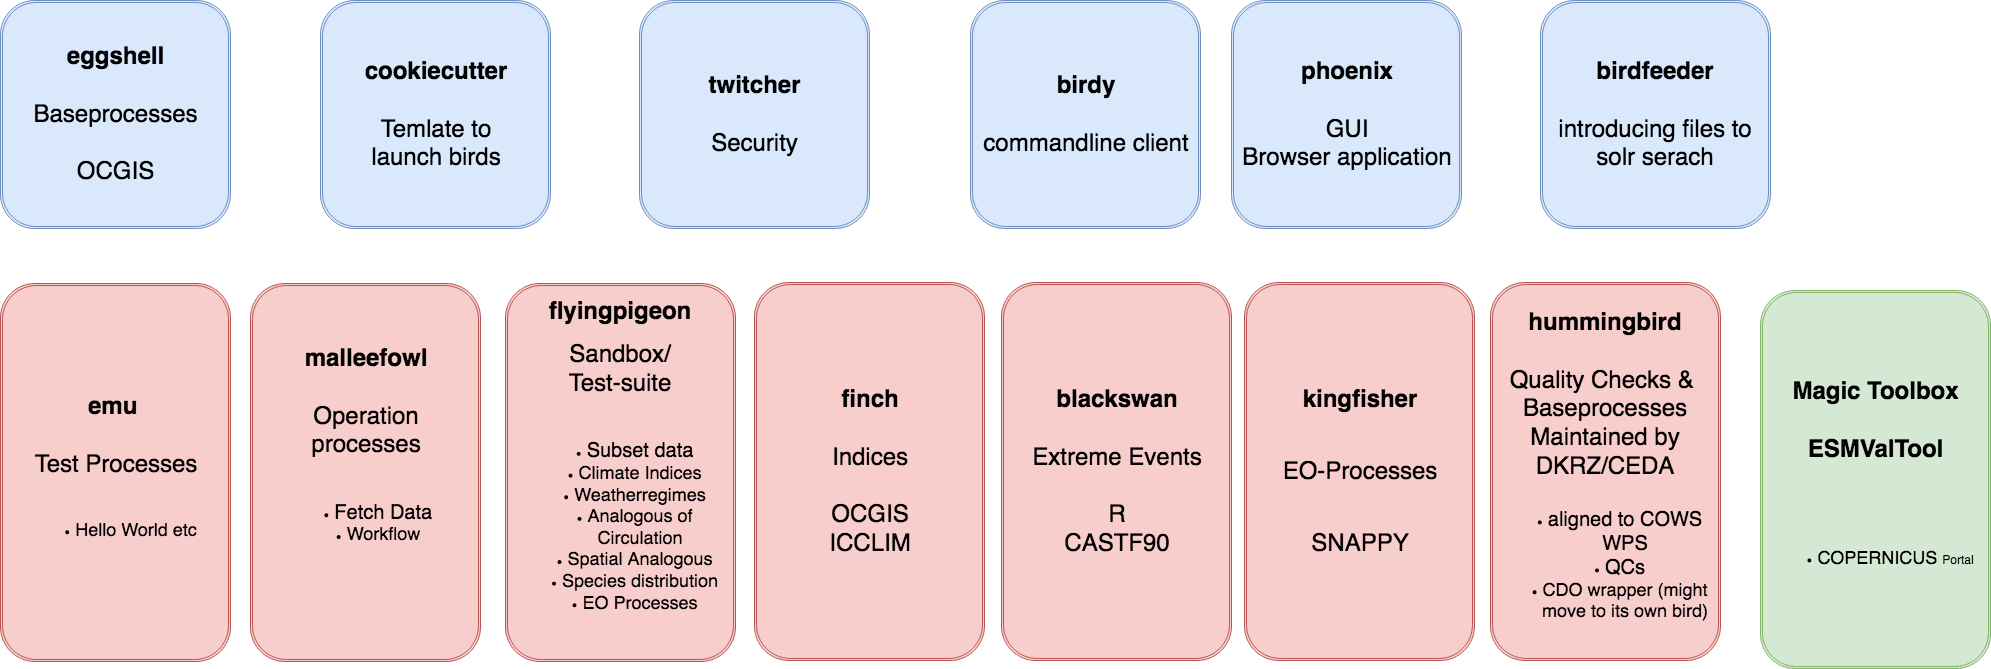 eggshell
Baseprocesses
OCGIS
cookiecutter
Temlate to
launch birds
twitcher
Security
birdy
commandline client
phoenix
GUI
Browser application
birdfeeder
introducing files to
solr serach
emu
Test Processes
• Hello World etc
malleefowl
Operation
processes
• Fetch Data
• Workflow
flyingpigeon
Sandbox/
Test-suite
• Subset data
• Climate Indices
• Weatherregimes
• Analogous of
Circulation
• Spatial Analogous
• Species distribution
• EO Processes
finch
Indices
OCGIS
ICCLIM
blackswan
Extreme Events
R
CASTF90
kingfisher
EO-Processes
SNAPPY
hummingbird
Quality Checks &
Baseprocesses
Maintained by
DKRZ/CEDA
• aligned to COWS
WPS
• QCs
• CDO wrapper (might
move to its own bird)
Magic Toolbox
ESMValTool
• COPERNICUS Portal